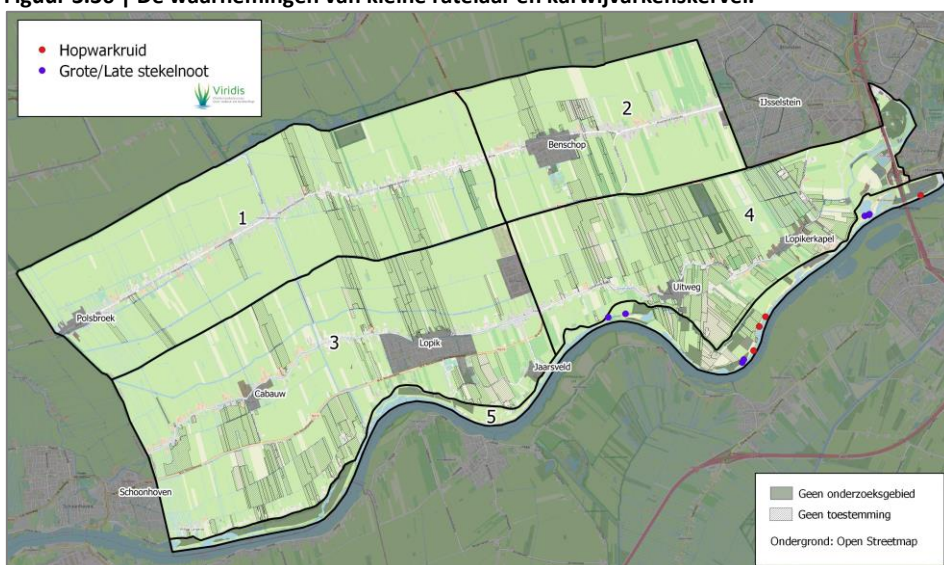 Figuur 3.56 | De waarnemingen van kleine ratelaar en karwijvarkenskervel.
Hopwarkruid
Grote/Late stekelnoot
Viridis
2
IJsselstein
Benschop
1
4
Lopikerkapel
Polsbroek
Uitweg
3
Lopik
Jaarsveld
Cabauw
5
Schoonhoven
Geen onderzoeksgebied
Geen toestemming
Ondergrond: Open Streetmap